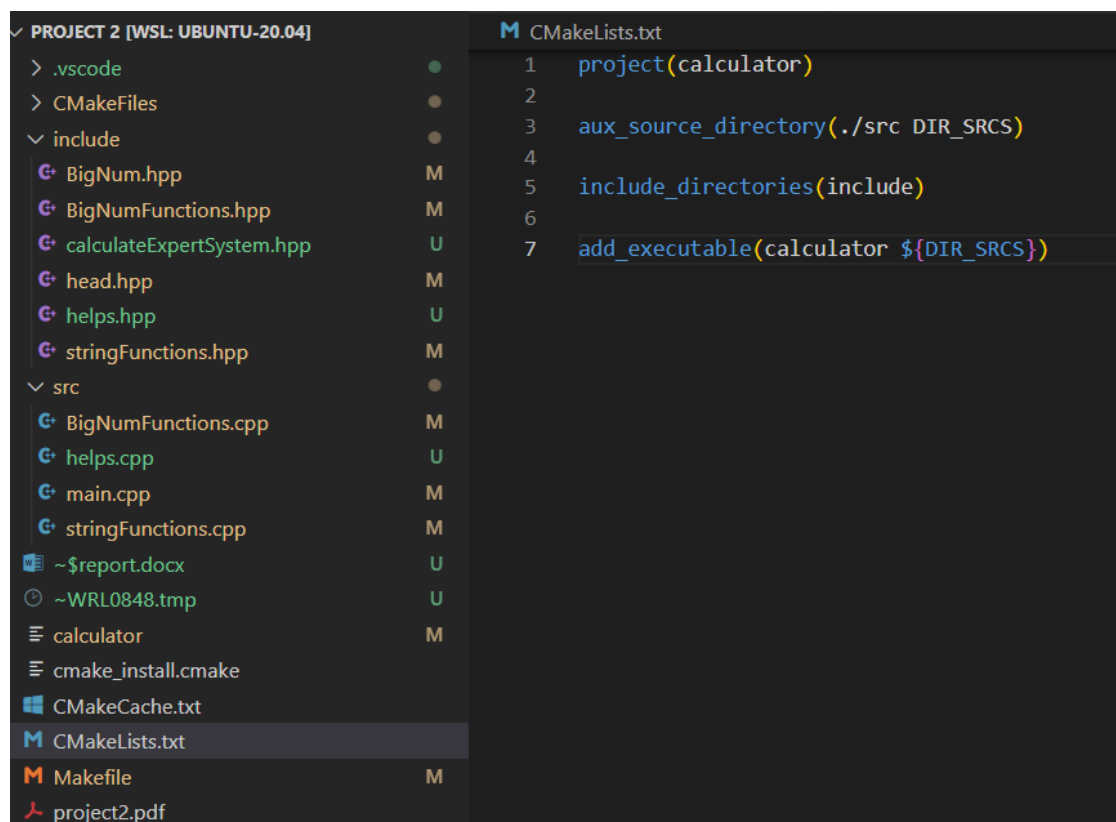 PROJECT 2 [WSL: UBUNTU-20.04]
.vscode
CMakeFiles
include
BigNum.hpp M
BigNumFunctions.hpp M
calculateExpertSystem.hpp U
head.hpp M
helps.hpp U
stringFunctions.hpp M
src
BigNumFunctions.cpp M
helps.cpp U
main.cpp M
stringFunctions.cpp M
~$report.docx U
~WRL0848.tmp U
calculator M
cmake_install.cmake
CMakeCache.txt
M CMakeLists.txt
M Makefile M
project2.pdf
M CMakeLists.txt
1 project(calculator)
2
3 aux_source_directory(./src DIR_SRCS)
4
5 include_directories(include)
6
7 add_executable(calculator ${DIR_SRCS})